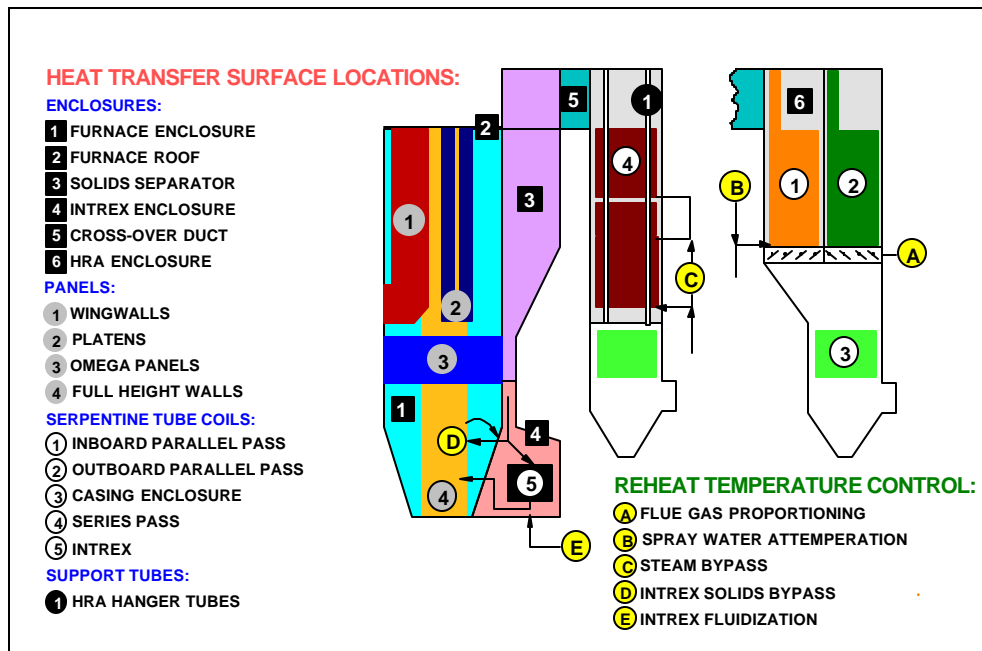 HEAT TRANSFER SURFACE LOCATIONS:
ENCLOSURES:
1 FURNACE ENCLOSURE
2 FURNACE ROOF
3 SOLIDS SEPARATOR
4 INTREX ENCLOSURE
5 CROSS-OVER DUCT
6 HRA ENCLOSURE
PANELS:
1 WINGWALLS
2 PLATENS
3 OMEGA PANELS
4 FULL HEIGHT WALLS
SERPENTINE TUBE COILS:
1 INBOARD PARALLEL PASS
2 OUTBOARD PARALLEL PASS
3 CASING ENCLOSURE
4 SERIES PASS
5 INTREX
SUPPORT TUBES:
1 HRA HANGER TUBES
2
5
1
6
4
3
1
2
B
1
2
A
C
2
3
3
1
4
D
4
5
E
REHEAT TEMPERATURE CONTROL:
A FLUE GAS PROPORTIONING
B SPRAY WATER ATTEMPERATION
C STEAM BYPASS
D INTREX SOLIDS BYPASS
E INTREX FLUIDIZATION